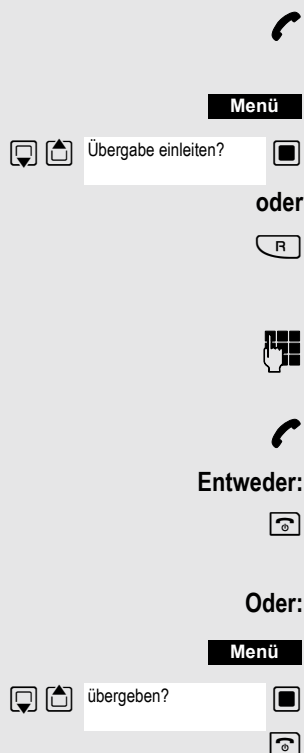 Menü
Übergabe einleiten?
oder
R
Entweder:
Oder:
Menü
übergeben?